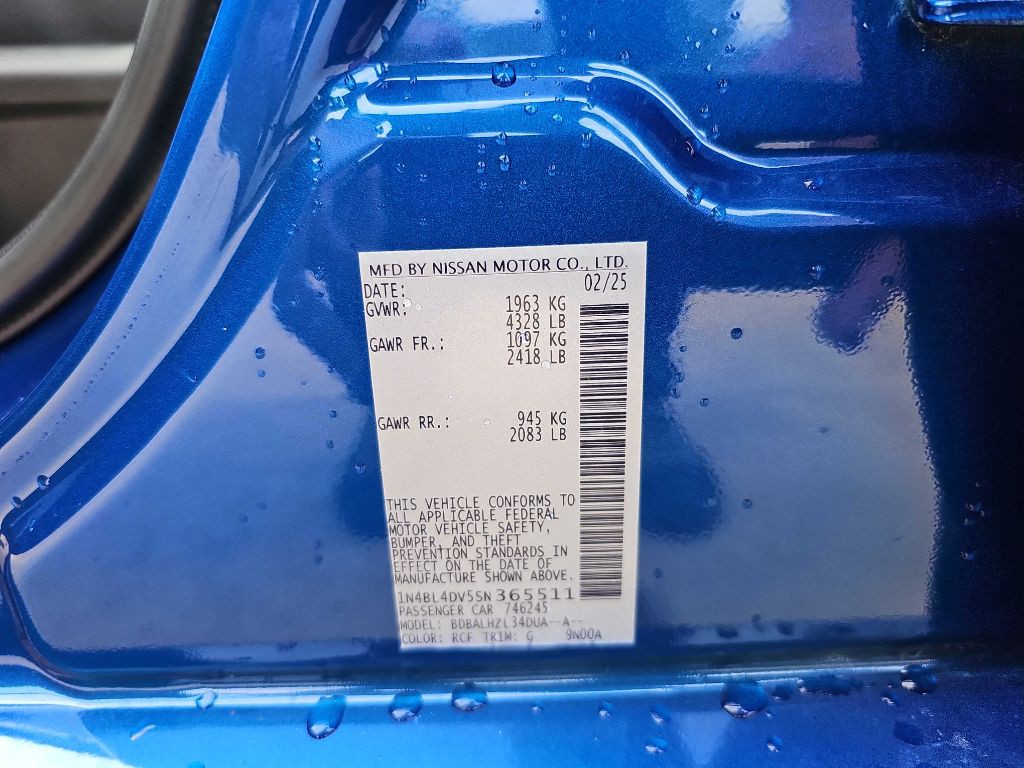 MFD BY NISSAN MOTOR CO., LTD.
DATE: 02/25
GVWR: 1963 KG
4328 LB
GAWR FR.: 1097 KG
2418 LB
GAWR RR.: 945 KG
2083 LB
THIS VEHICLE CONFORMS TO
ALL APPLICABLE FEDERAL
MOTOR VEHICLE SAFETY,
BUMPER, AND THEFT
PREVENTION STANDARDS IN
EFFECT ON THE DATE OF
MANUFACTURE SHOWN ABOVE.
1N4BL4DV5SN365511
PASSENGER CAR 746245
MODEL: BDBALHZL34DUA--A--
COLOR: RCF TRIM: G 9N00A